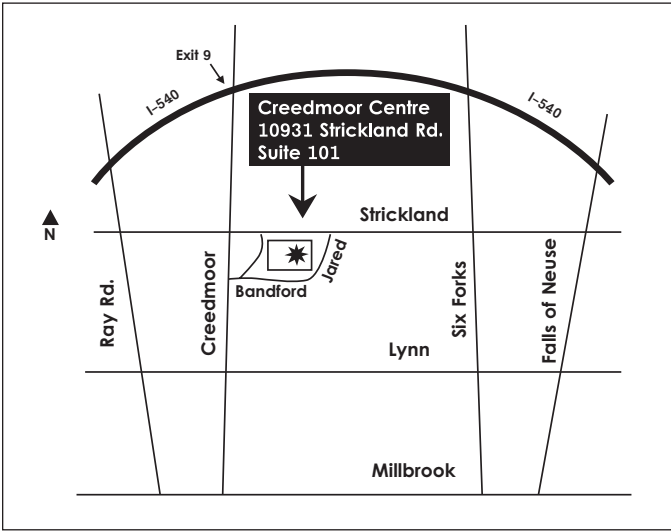 Exit 9
I-540
I-540
Creedmoor Centre
10931 Strickland Rd.
Suite 101
Strickland
N
Ray Rd.
Creedmoor
Bandford
Jared
Six Forks
Falls of Neuse
Lynn
Millbrook